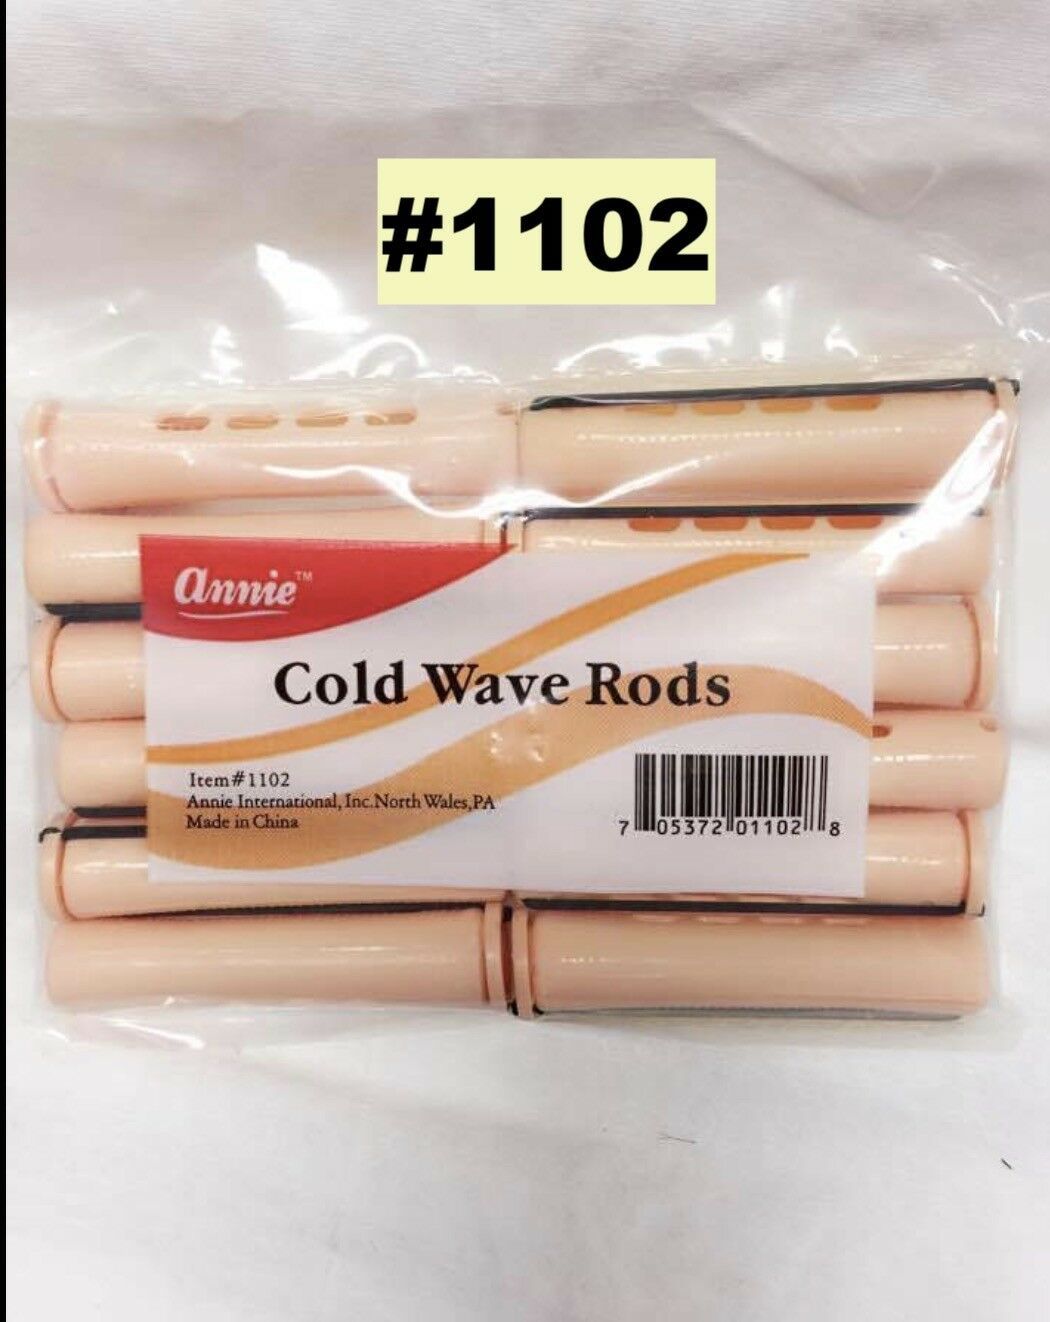 #1102
annie™
Cold Wave Rods
Item#1102
Annie International, Inc.North Wales,PA
Made in China
7 05372 01102 8